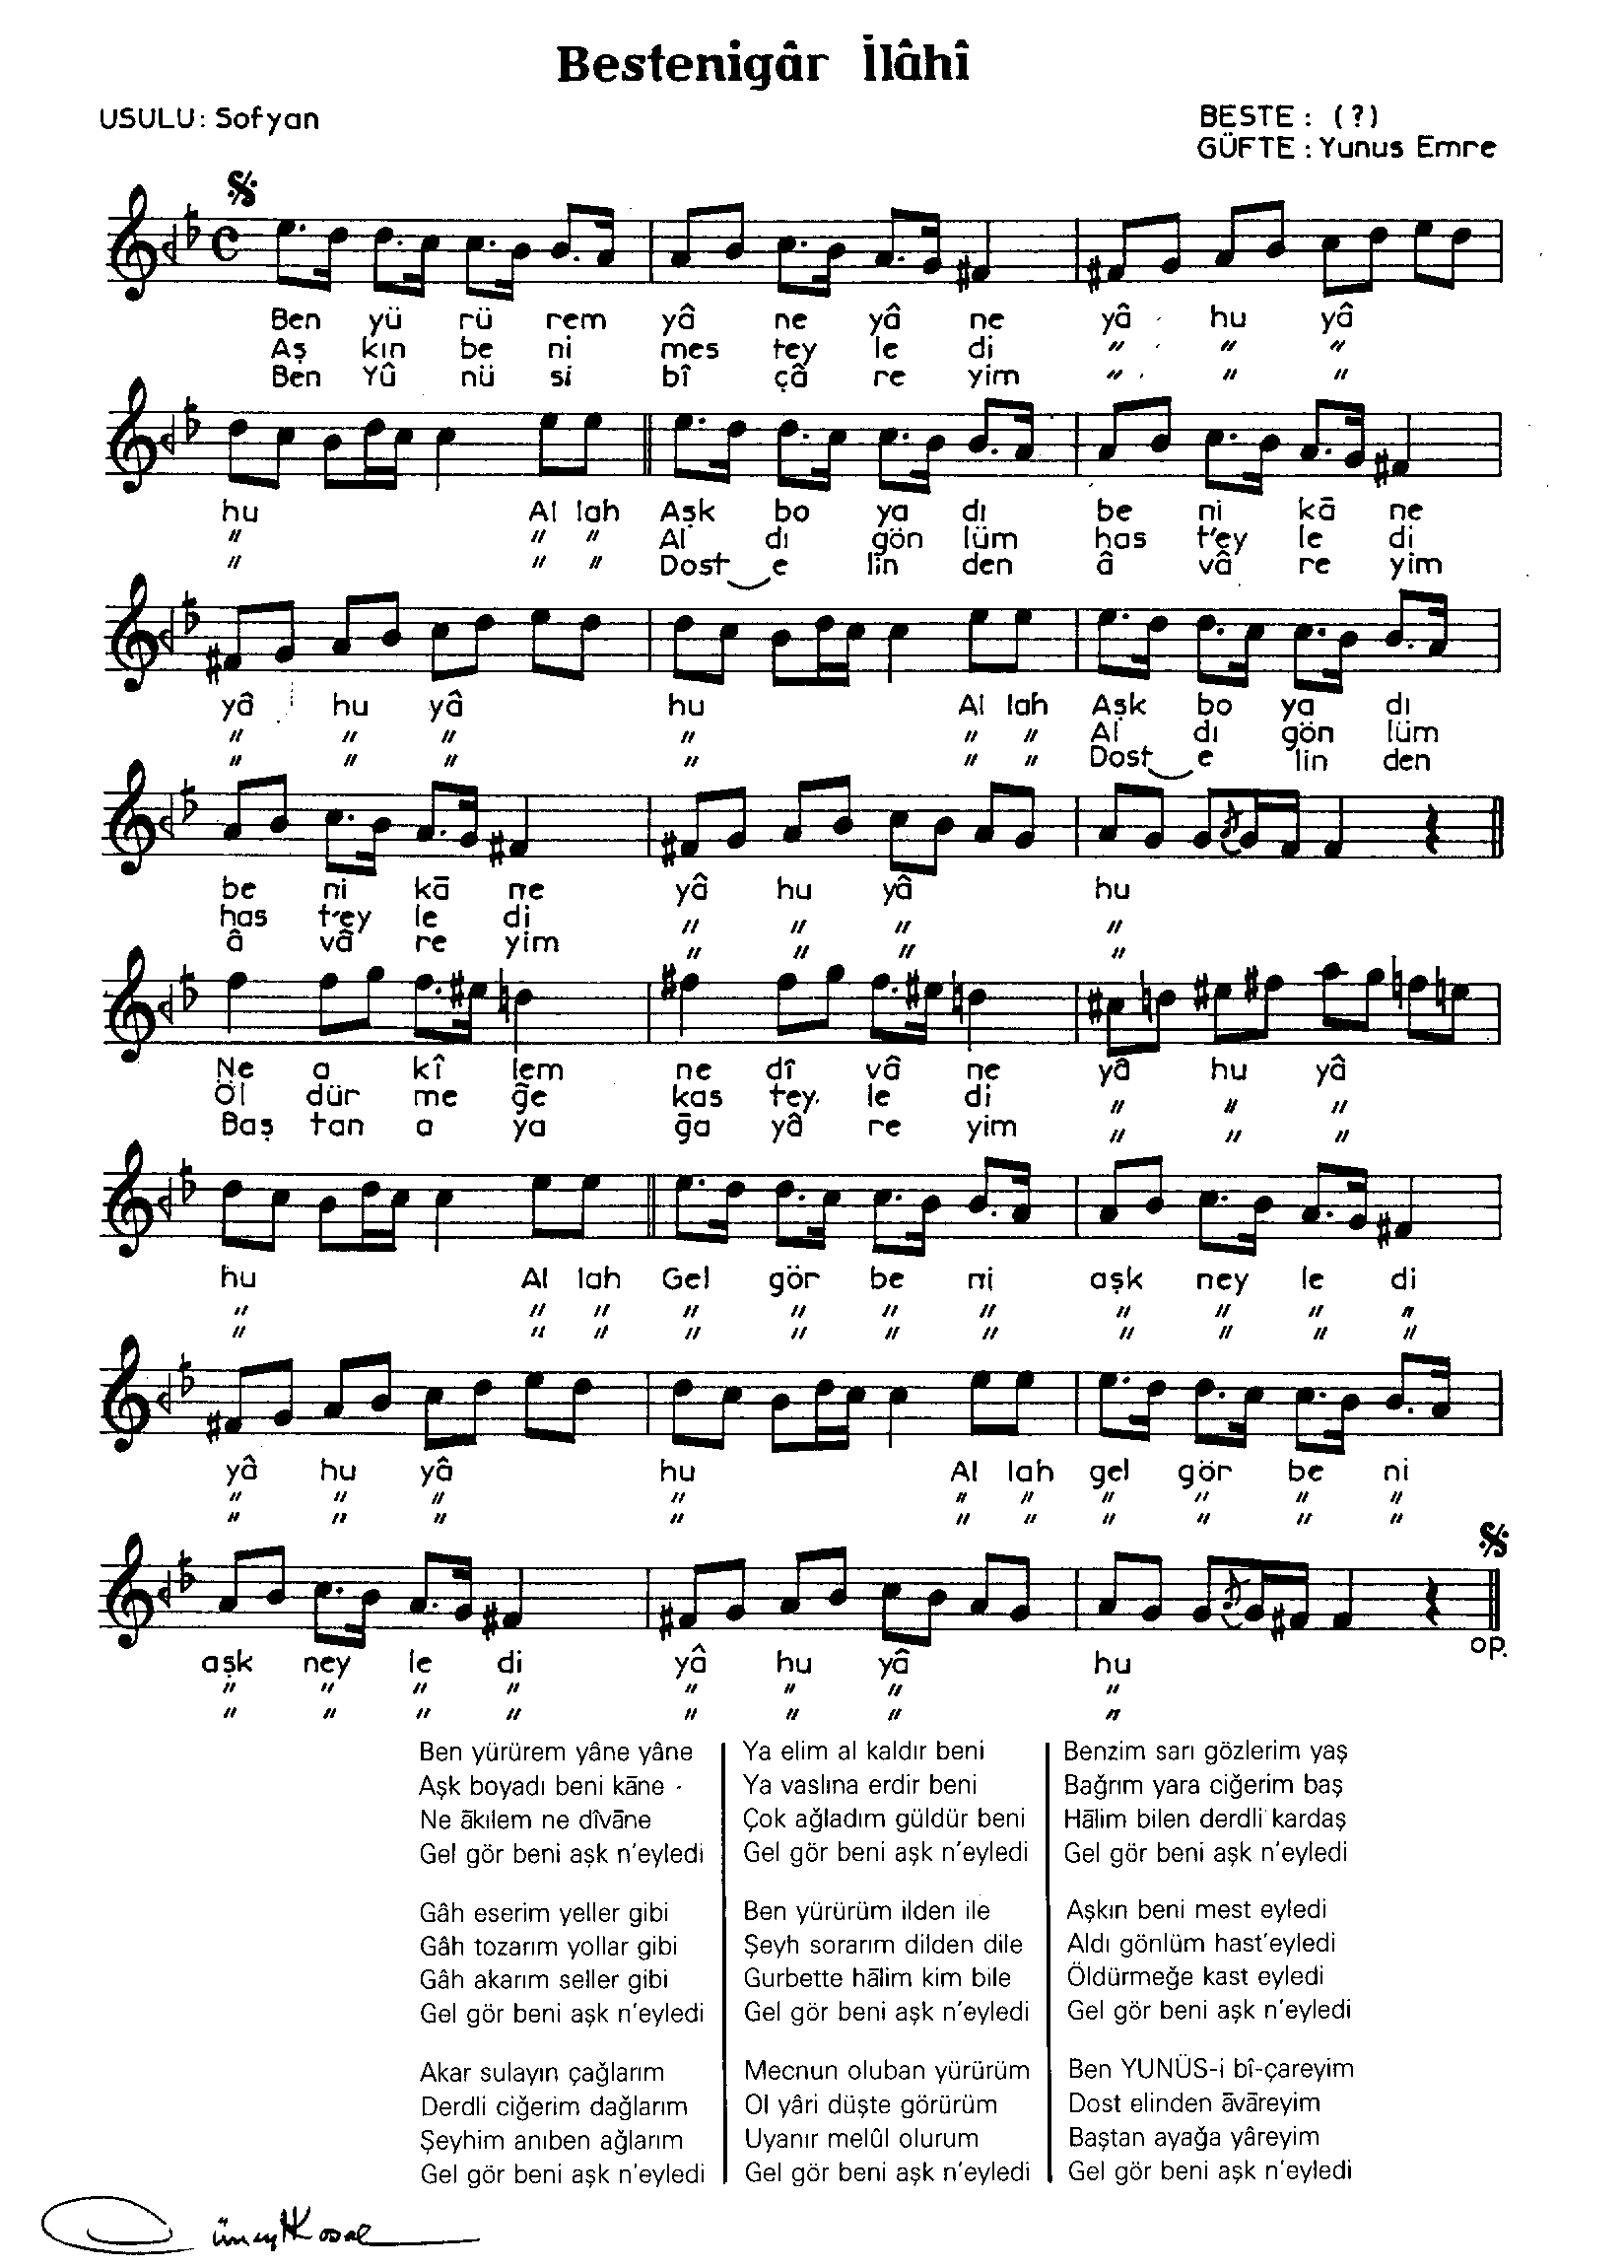 Bestenigâr İlâhî
USULU: Sofyan
BESTE: (?)
GÜFTE: Yunus Emre
Ben yü rü rem yâ ne yâ ne yâ hu yâ
Aş kın be ni mes tey le di " " "
Ben Yû nü si bî çâ re yim " " "
hu Al lah Aşk bo ya dı be ni kā ne
" " " Al dı gön lüm has t'ey le di
" " " Dost e lin den â vâ re yim
yâ hu yâ hu Al lah Aşk bo ya dı
" " " " " " Al dı gön lüm
" " " " " " Dost e lin den
be ni kā ne yâ hu yâ hu
has t'ey le di " " " "
â vâ re yim " " " "
Ne a kî lem ne dî vâ ne yâ hu yâ
Öl dür me ğe kas tey le di " " "
Baş tan a ya ğa yâ re yim " " "
hu Al lah Gel gör be ni aşk ney le di
" " " " " " " " " " "
" " " " " " " " " " "
yâ hu yâ hu Al lah gel gör be ni
" " " " " " " " " "
" " " " " " " " " "
aşk ney le di yâ hu yâ hu
" " " " " " " "
" " " " " " " "
op.
Ben yürürem yâne yâne
Aşk boyadı beni kāne
Ne ākılem ne dîvāne
Gel gör beni aşk n'eyledi
Gâh eserim yeller gibi
Gâh tozarım yollar gibi
Gâh akarım seller gibi
Gel gör beni aşk n'eyledi
Akar sulayın çağlarım
Derdli ciğerim dağlarım
Şeyhim anıben ağlarım
Gel gör beni aşk n'eyledi
Ya elim al kaldır beni
Ya vaslına erdir beni
Çok ağladım güldür beni
Gel gör beni aşk n'eyledi
Ben yürürüm ilden ile
Şeyh sorarım dilden dile
Gurbette hālim kim bile
Gel gör beni aşk n'eyledi
Mecnun oluban yürürüm
Ol yâri düşte görürüm
Uyanır melûl olurum
Gel gör beni aşk n'eyledi
Benzim sarı gözlerim yaş
Bağrım yara ciğerim baş
Hālim bilen derdli kardaş
Gel gör beni aşk n'eyledi
Aşkın beni mest eyledi
Aldı gönlüm hast'eyledi
Öldürmeğe kast eyledi
Gel gör beni aşk n'eyledi
Ben YUNÜS-i bî-çareyim
Dost elinden āvāreyim
Baştan ayağa yâreyim
Gel gör beni aşk n'eyledi